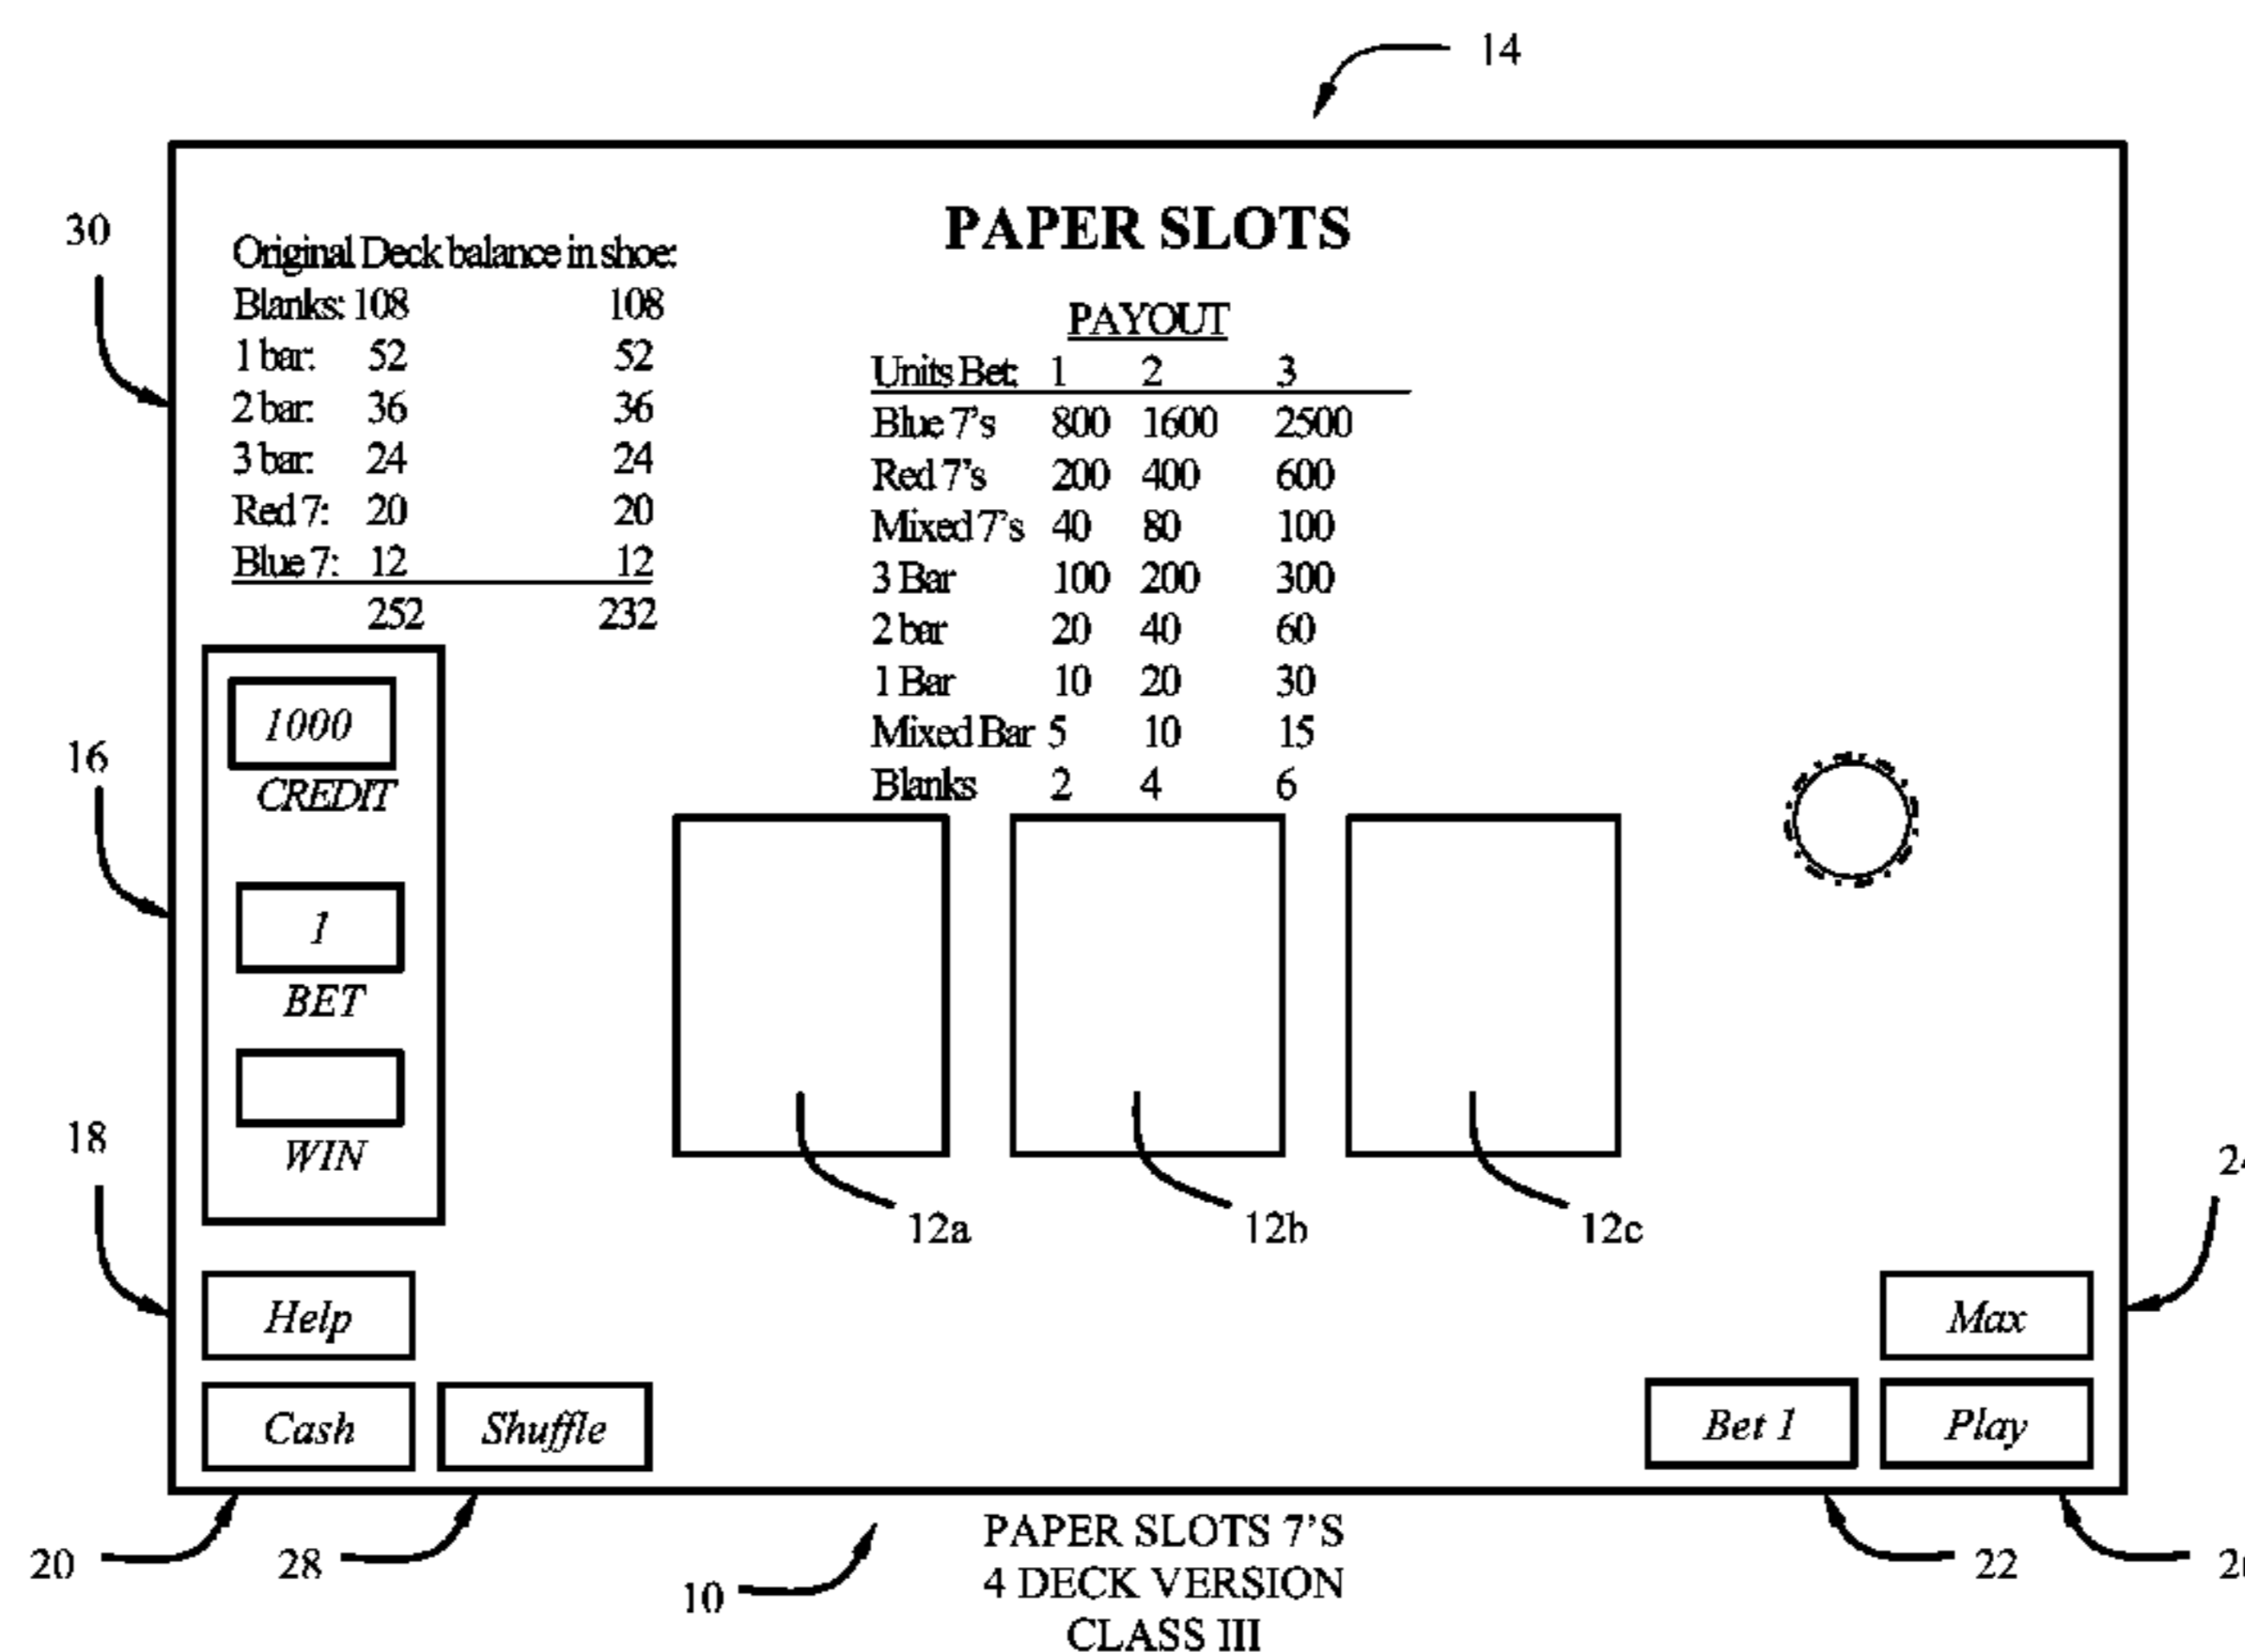 14
PAPER SLOTS
30
Original Deck balance in shoe:
Blanks: 108 108
1 bar: 52 52
2 bar: 36 36
3 bar: 24 24
Red 7: 20 20
Blue 7: 12 12
252 232
PAYOUT
Units Bet: 1 2 3
Blue 7's 800 1600 2500
Red 7's 200 400 600
Mixed 7's 40 80 100
3 Bar 100 200 300
2 bar 20 40 60
1 Bar 10 20 30
Mixed Bar 5 10 15
Blanks 2 4 6
16
1000
CREDIT
1
BET
WIN
18
12a 12b 12c
Help
Cash Shuffle
Max
Bet 1 Play
20 28 10 22
PAPER SLOTS 7'S
4 DECK VERSION
CLASS III